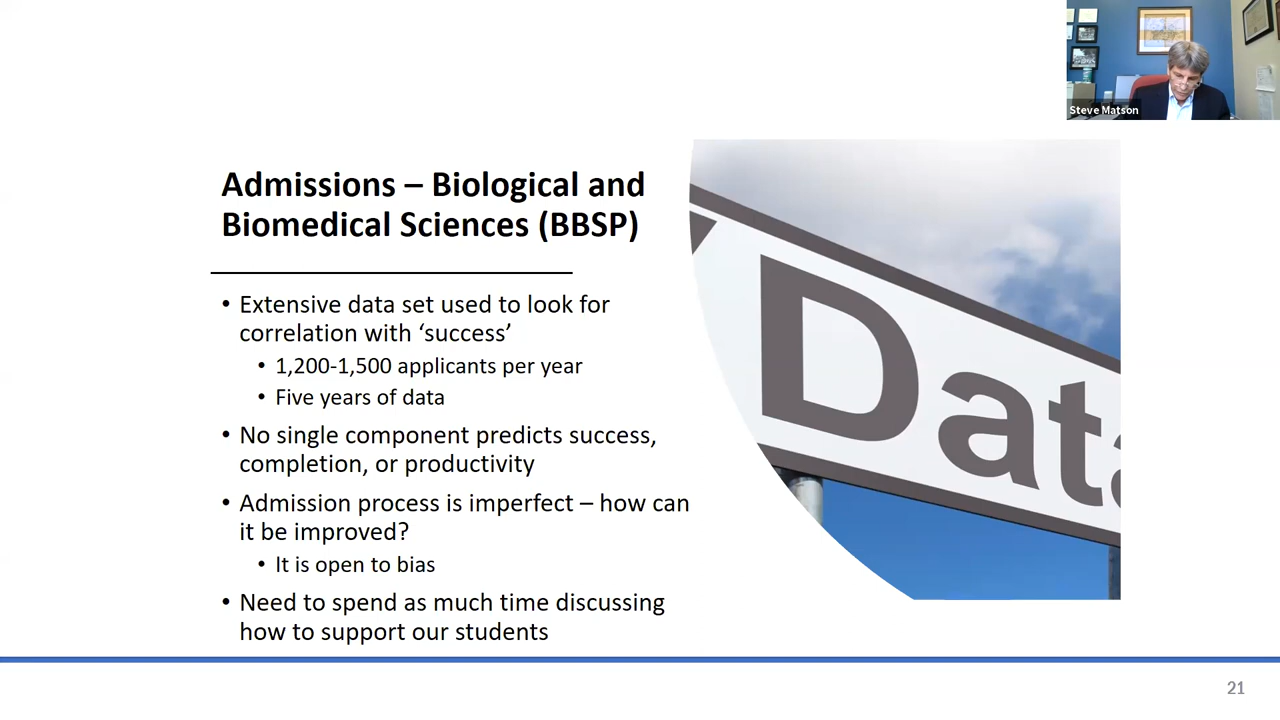 Steve Matson
Admissions – Biological and
Biomedical Sciences (BBSP)
• Extensive data set used to look for
correlation with ‘success’
• 1,200-1,500 applicants per year
• Five years of data
• No single component predicts success,
completion, or productivity
• Admission process is imperfect – how can
it be improved?
• It is open to bias
• Need to spend as much time discussing
how to support our students
Data
21